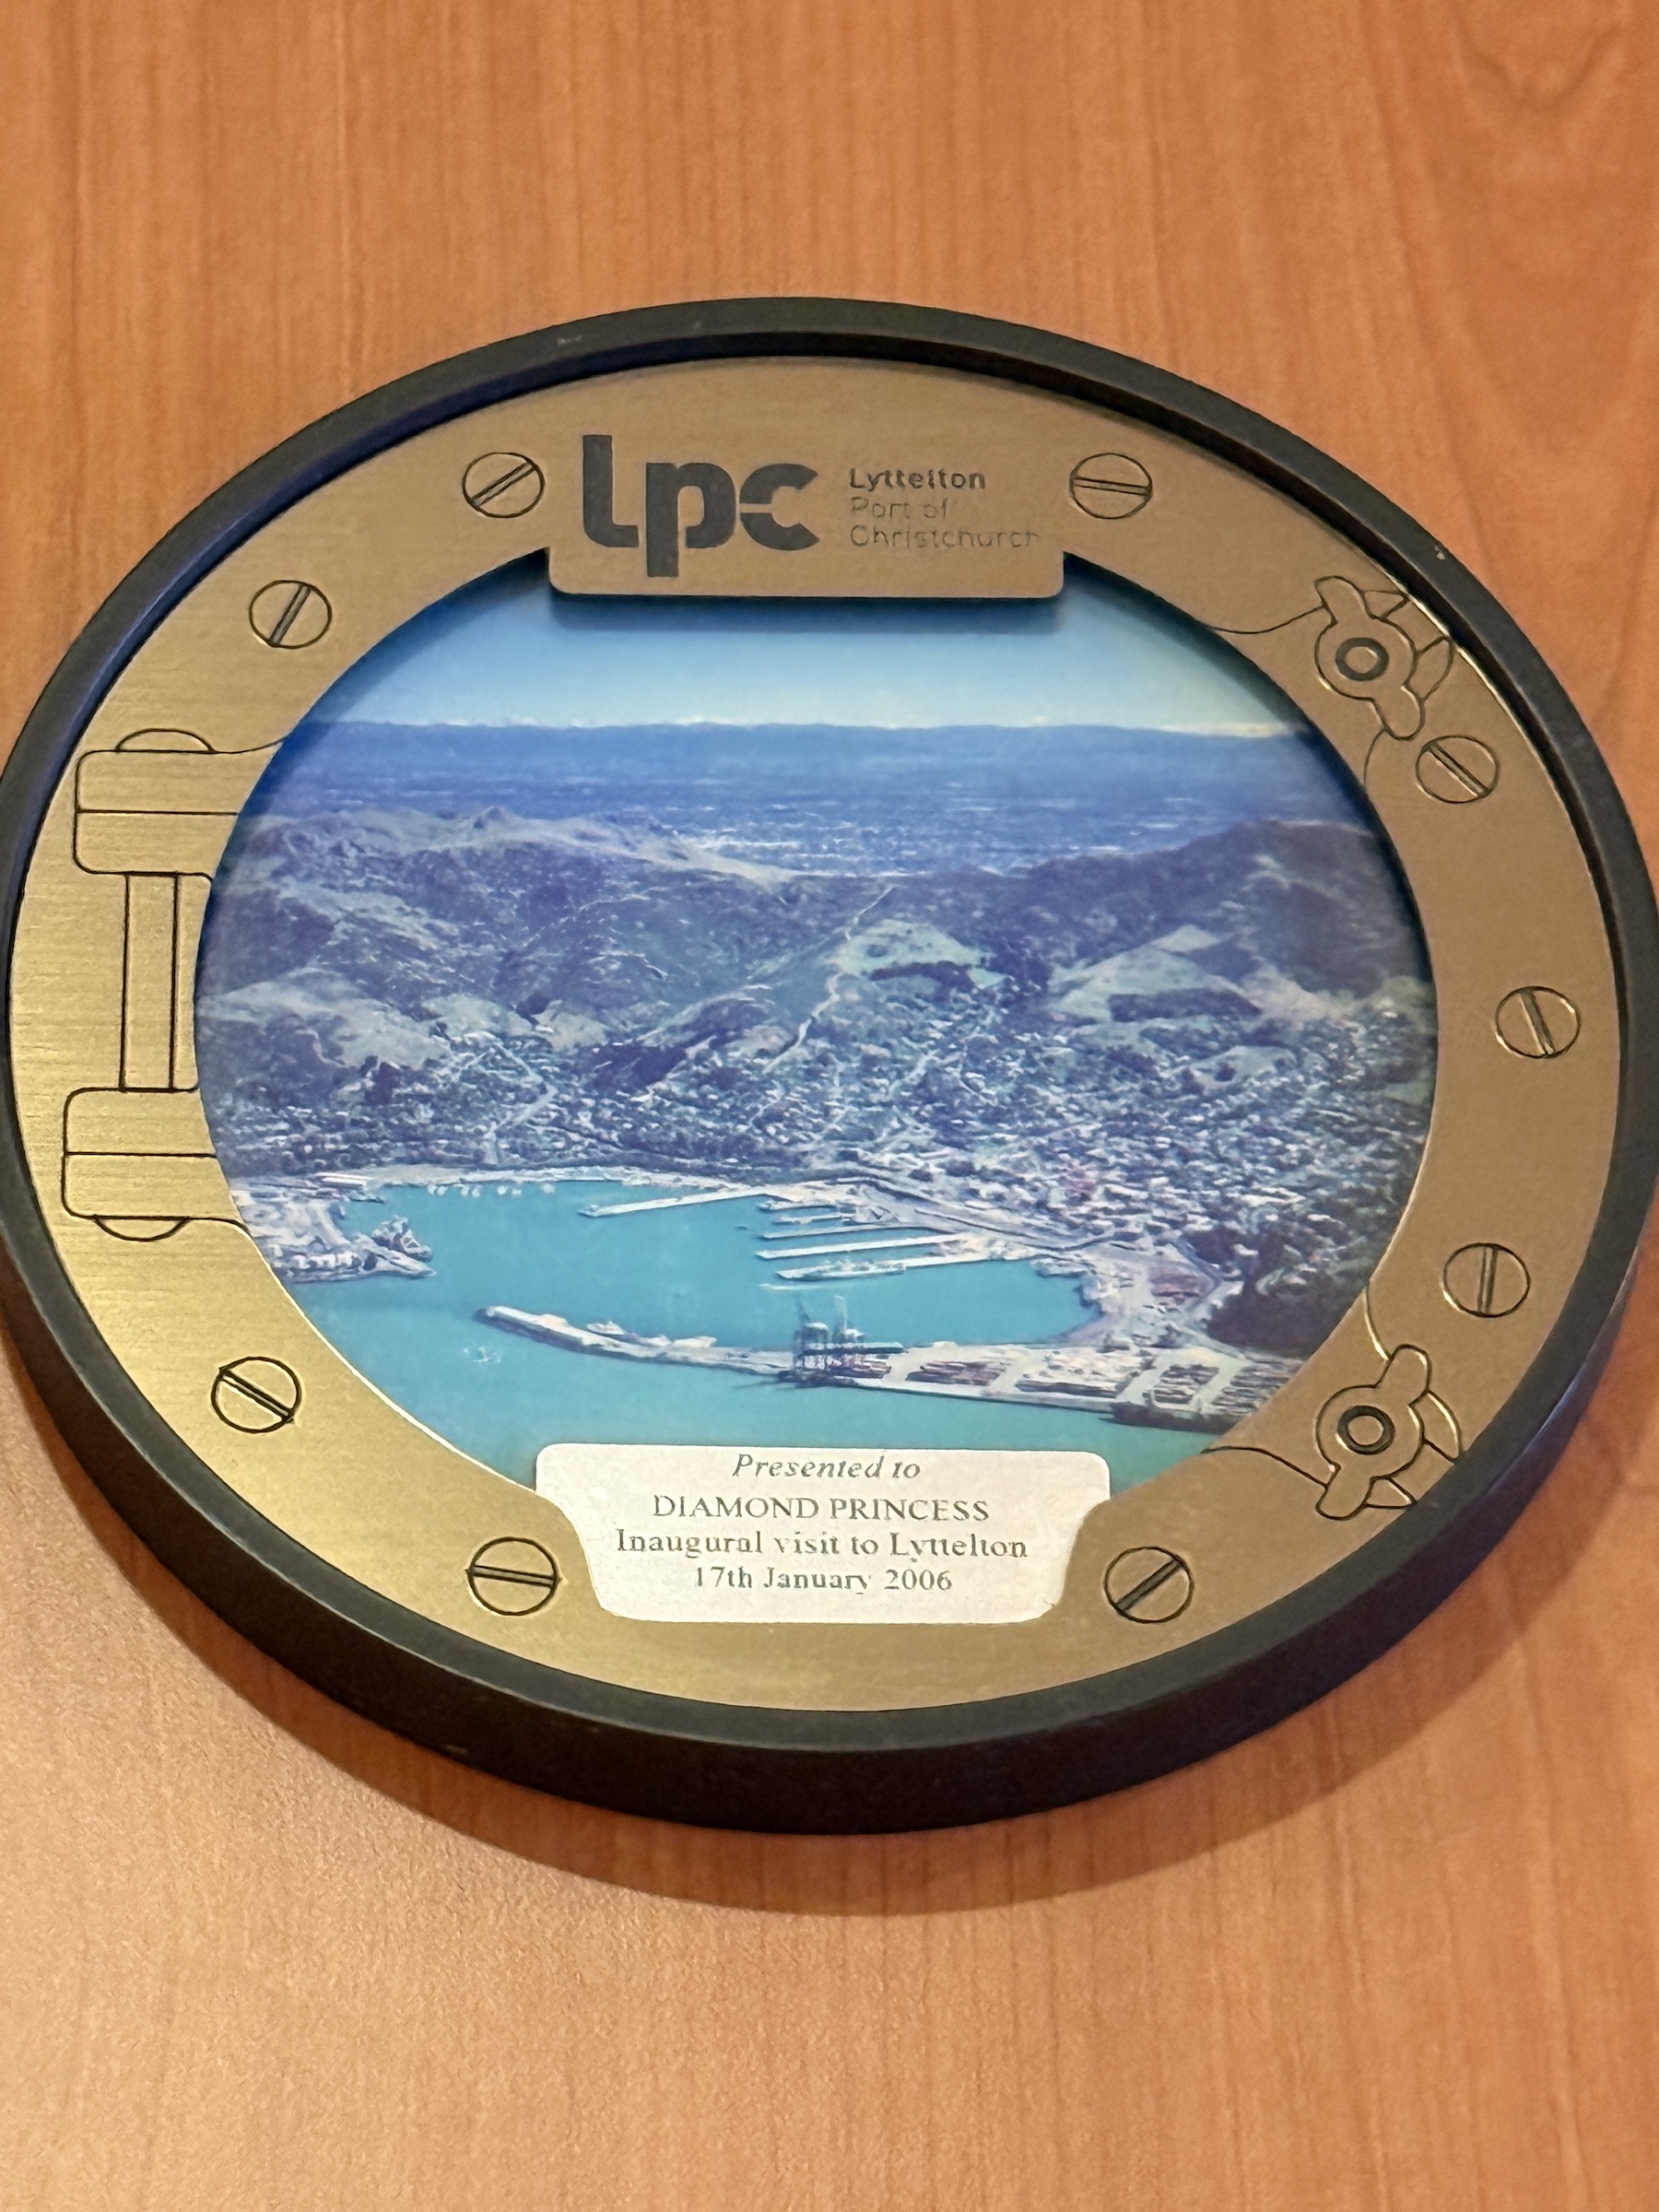 lpc
Lyttelton
Port of
Christchurch
Presented to
DIAMOND PRINCESS
Inaugural visit to Lyttelton
17th January 2006